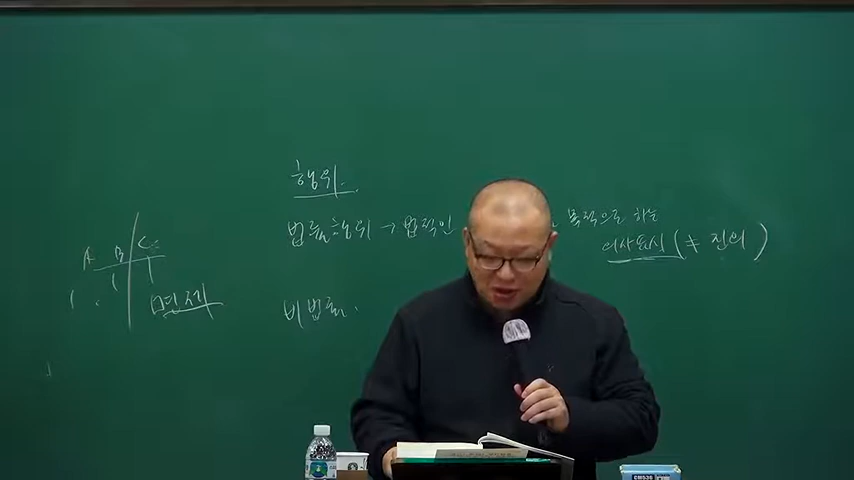 행위
법률행위 → 법적인
목적으로 하는
의사표시 (≠ 진의)
A B C
면제
비법률